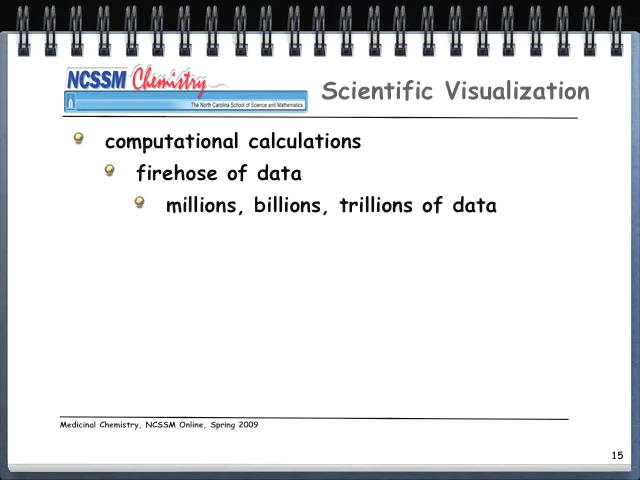 NCSSM Chemistry
The North Carolina School of Science and Mathematics
Scientific Visualization
computational calculations
firehose of data
millions, billions, trillions of data
Medicinal Chemistry, NCSSM Online, Spring 2009
15